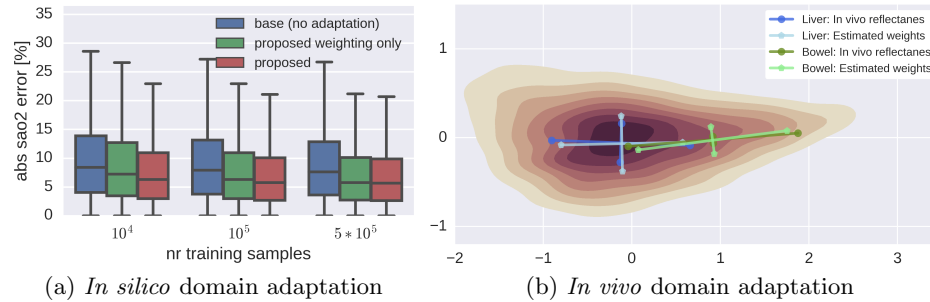 35
30
25
20
15
10
5
0
abs sao2 error [%]
base (no adaptation)
proposed weighting only
proposed
10^4
10^5
5 * 10^5
nr training samples
(a) In silico domain adaptation
1
0
−1
−2
−1
0
1
2
3
Liver: In vivo reflectanes
Liver: Estimated weights
Bowel: In vivo reflectanes
Bowel: Estimated weights
(b) In vivo domain adaptation